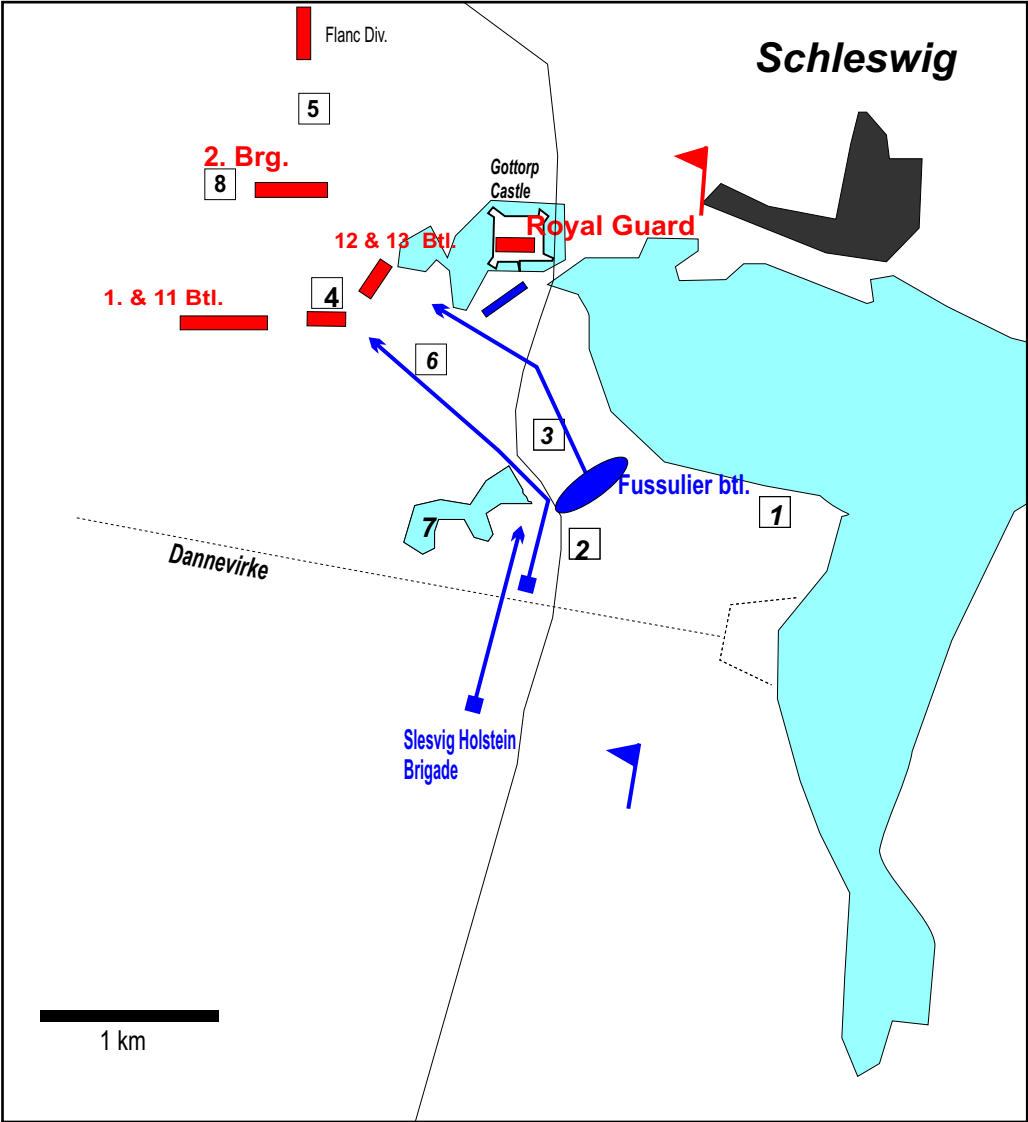 Flanc Div.
Schleswig
5
2. Brg.
8
Gottorp
Castle
Royal Guard
12 & 13 Btl.
1. & 11 Btl.
4
6
3
Fussulier btl.
1
7
2
Dannevirke
Slesvig Holstein
Brigade
1 km